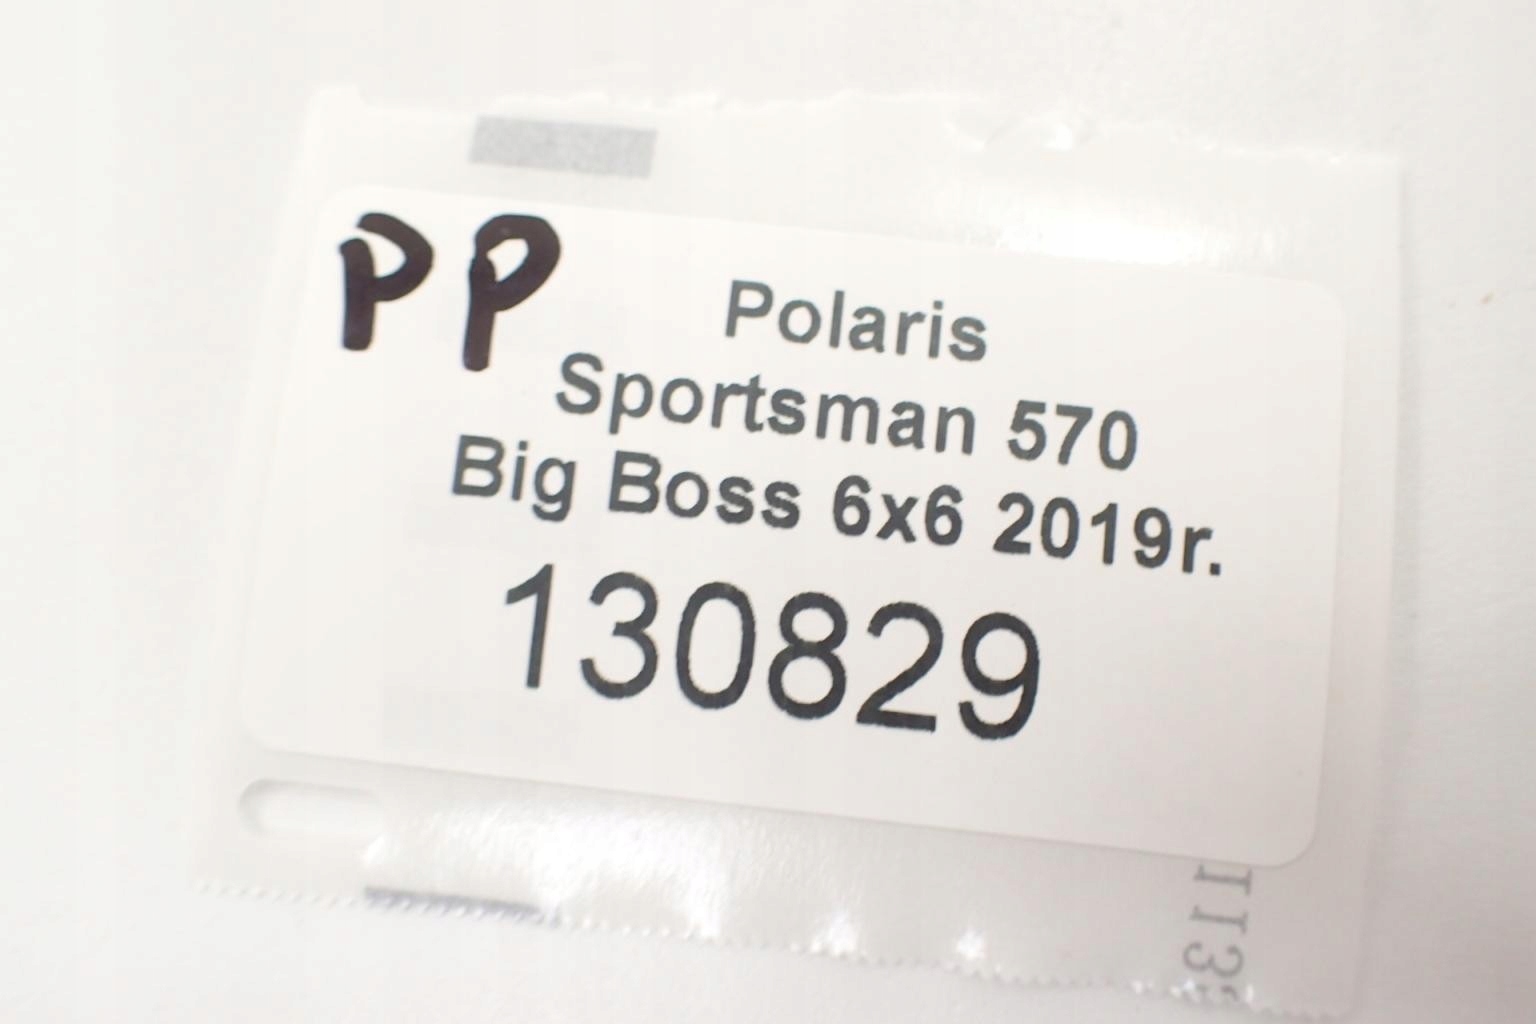 PP
Polaris
Sportsman 570
Big Boss 6x6 2019r.
130829